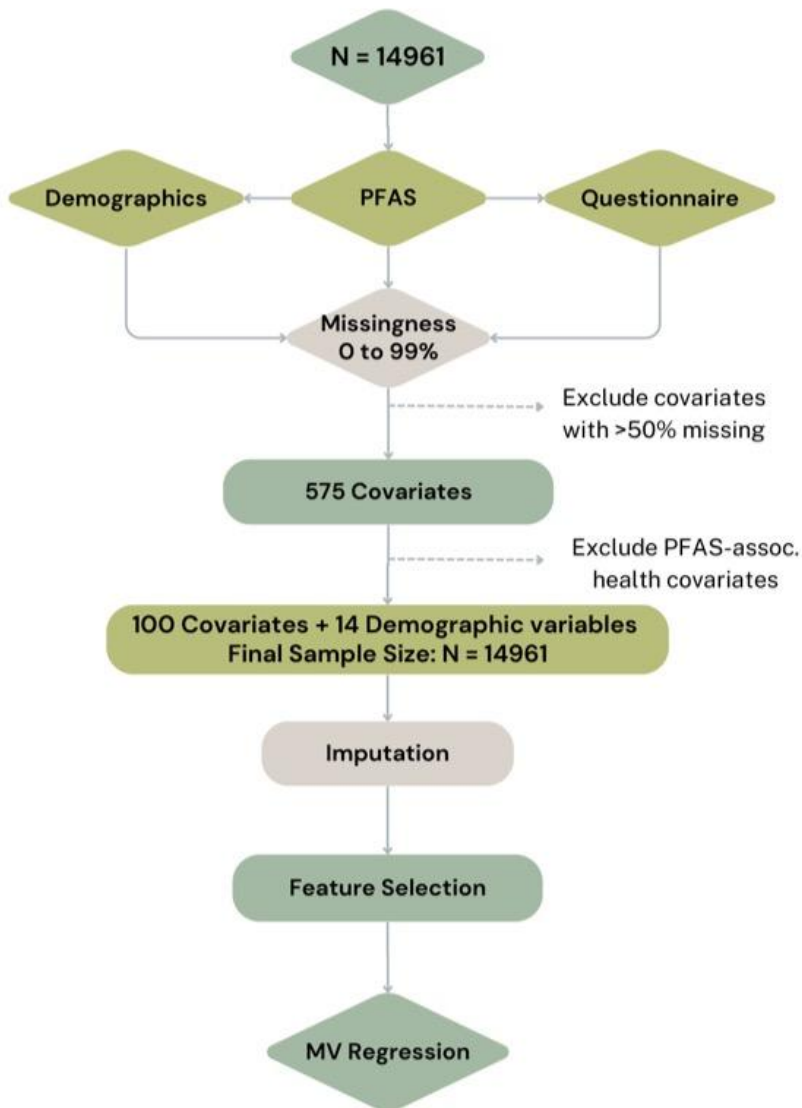 N = 14961
Demographics
PFAS
Questionnaire
Missingness
0 to 99%
Exclude covariates
with >50% missing
575 Covariates
Exclude PFAS-assoc.
health covariates
100 Covariates + 14 Demographic variables
Final Sample Size: N = 14961
Imputation
Feature Selection
MV Regression